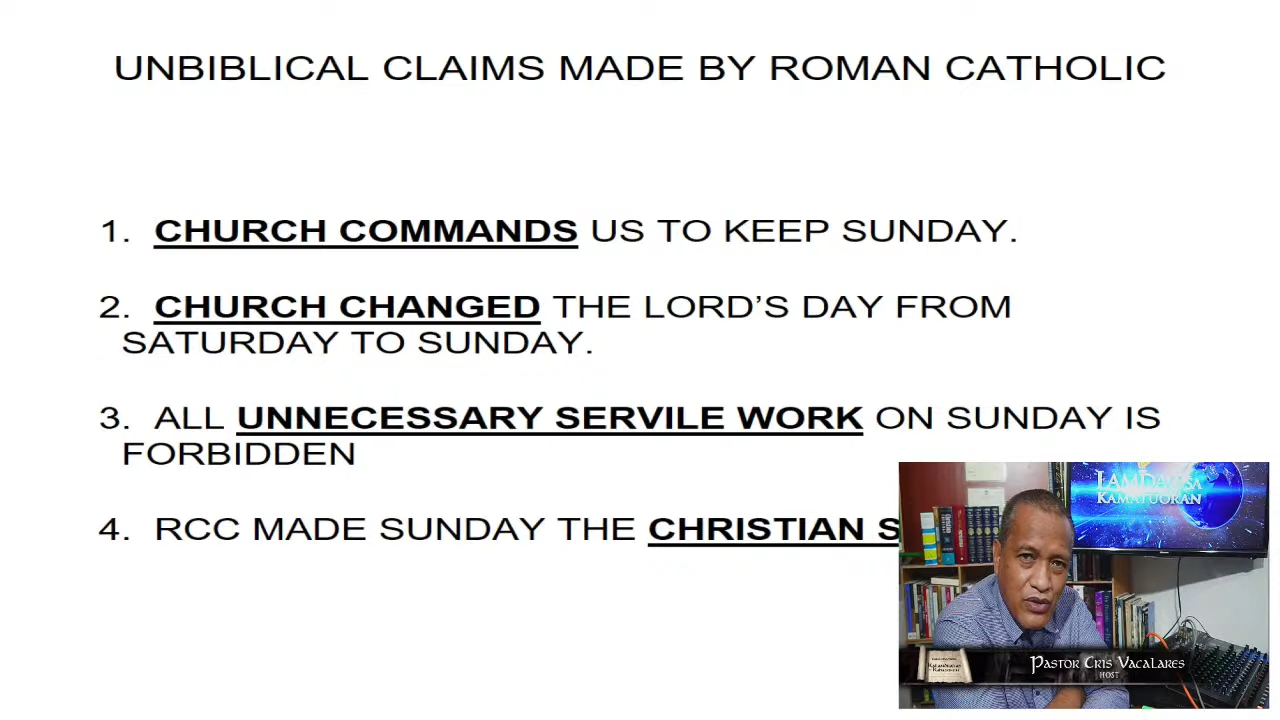 UNBIBLICAL CLAIMS MADE BY ROMAN CATHOLIC
1. CHURCH COMMANDS US TO KEEP SUNDAY.
2. CHURCH CHANGED THE LORD'S DAY FROM
SATURDAY TO SUNDAY.
3. ALL UNNECESSARY SERVILE WORK ON SUNDAY IS
FORBIDDEN
4. RCC MADE SUNDAY THE CHRISTIAN S
SA
KAMATUORAN
PASTOR CRIS VACALARES
HOST